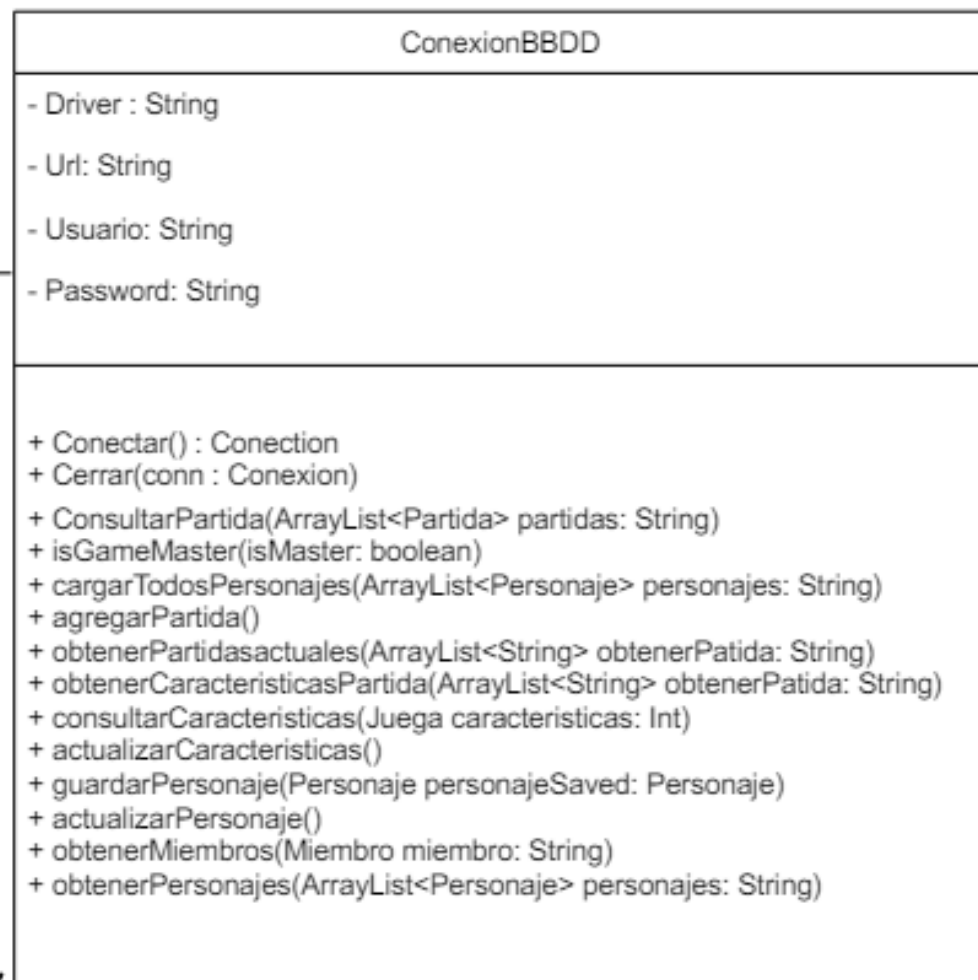 ConexionBBDD
- Driver : String
- Url: String
- Usuario: String
- Password: String
+ Conectar() : Conection
+ Cerrar(conn : Conexion)
+ ConsultarPartida(ArrayList<Partida> partidas: String)
+ isGameMaster(isMaster: boolean)
+ cargarTodosPersonajes(ArrayList<Personaje> personajes: String)
+ agregarPartida()
+ obtenerPartidasactuales(ArrayList<String> obtenerPatida: String)
+ obtenerCaracteristicasPartida(ArrayList<String> obtenerPatida: String)
+ consultarCaracteristicas(Juega caracteristicas: Int)
+ actualizarCaracteristicas()
+ guardarPersonaje(Personaje personajeSaved: Personaje)
+ actualizarPersonaje()
+ obtenerMiembros(Miembro miembro: String)
+ obtenerPersonajes(ArrayList<Personaje> personajes: String)